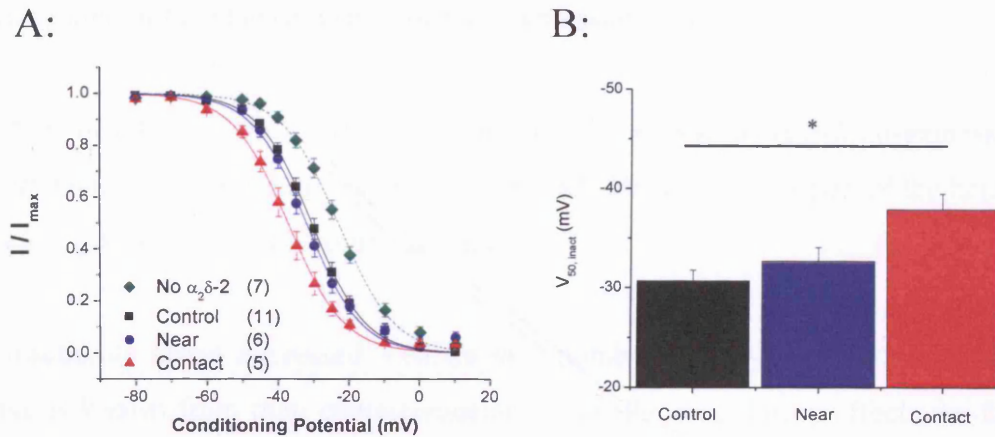 A:
I / Imax
1.0
0.8
0.6
0.4
0.2
0.0
No α₂δ-2 (7)
Control (11)
Near (6)
Contact (5)
-80 -60 -40 -20 0 20
Conditioning Potential (mV)
B:
V50, inact (mV)
-50
-40
-30
-20
*
Control Near Contact